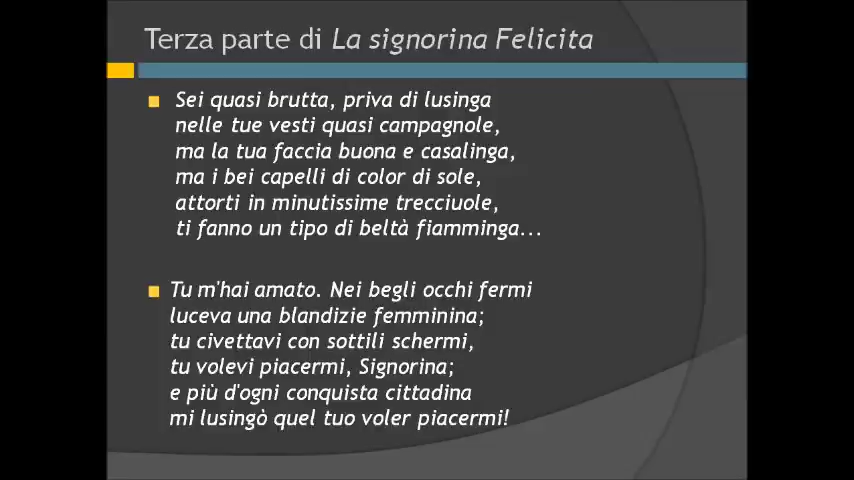 Terza parte di La signorina Felicita
Sei quasi brutta, priva di lusinga
nelle tue vesti quasi campagnole,
ma la tua faccia buona e casalinga,
ma i bei capelli di color di sole,
attorti in minutissime trecciuole,
ti fanno un tipo di beltà fiamminga...
Tu m'hai amato. Nei begli occhi fermi
luceva una blandizie femminina;
tu civettavi con sottili schermi,
tu volevi piacermi, Signorina;
e più d'ogni conquista cittadina
mi lusingò quel tuo voler piacermi!